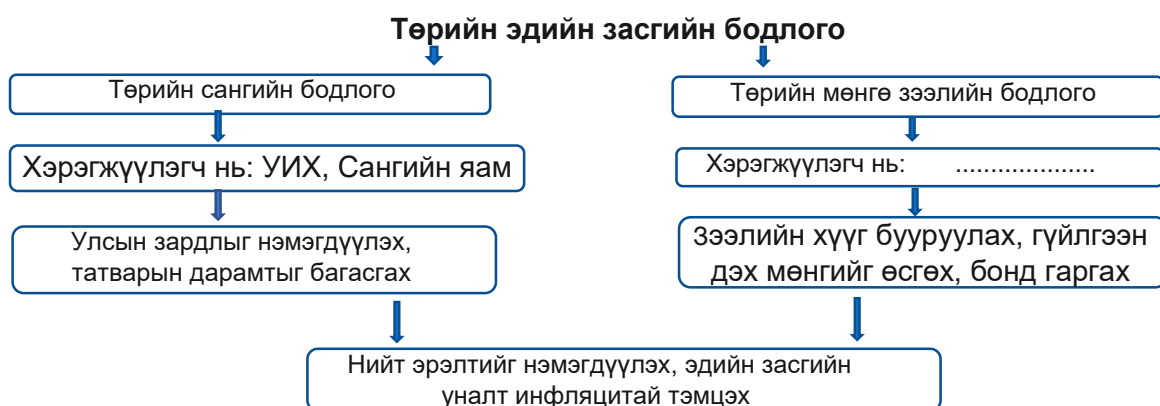 Төрийн эдийн засгийн бодлого
Төрийн сангийн бодлого
Төрийн мөнгө зээлийн бодлого
Хэрэгжүүлэгч нь: УИХ, Сангийн яам
Хэрэгжүүлэгч нь: ....................
Улсын зардлыг нэмэгдүүлэх,
татварын дарамтыг багасгах
Зээлийн хүүг бууруулах, гүйлгээн
дэх мөнгийг өсгөх, бонд гаргах
Нийт эрэлтийг нэмэгдүүлэх, эдийн засгийн
уналт инфляцитай тэмцэх